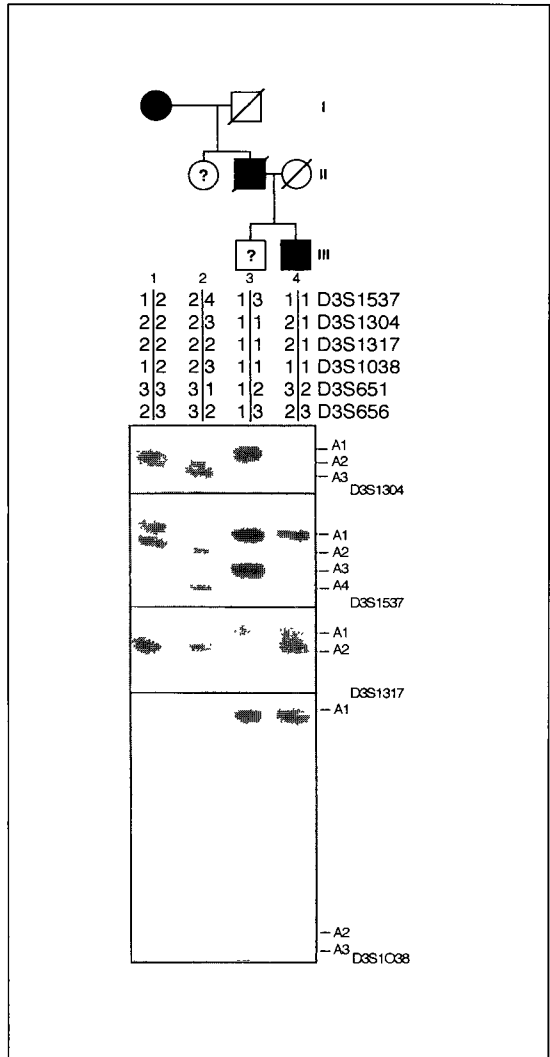 I
? II
? III
1 2 3 4
1 2 2 4 1 3 1 1 D3S1537
2 2 2 3 1 1 2 1 D3S1304
2 2 2 2 1 1 2 1 D3S1317
1 2 2 3 1 1 1 1 D3S1038
3 3 3 1 1 2 3 2 D3S651
2 3 3 2 1 3 2 3 D3S656
A1
A2
A3
D3S1304
A1
A2
A3
A4
D3S1537
A1
A2
D3S1317
A1
A2
A3
D3S1O38